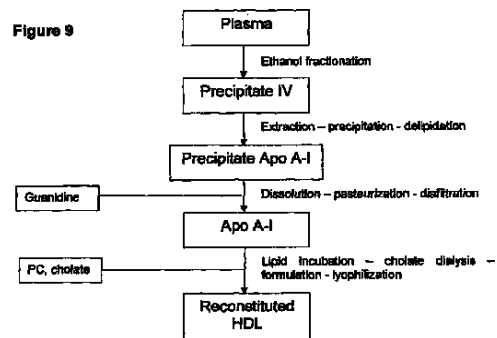 Figure 9
Plasma
Ethanol fractionation
Precipitate IV
Extraction – precipitation - delipidation
Precipitate Apo A-I
Guanidine
Dissolution – pasteurization - diafiltration
Apo A-I
PC, cholate
Lipid incubation – cholate dialysis –
formulation - lyophilization
Reconstituted
HDL